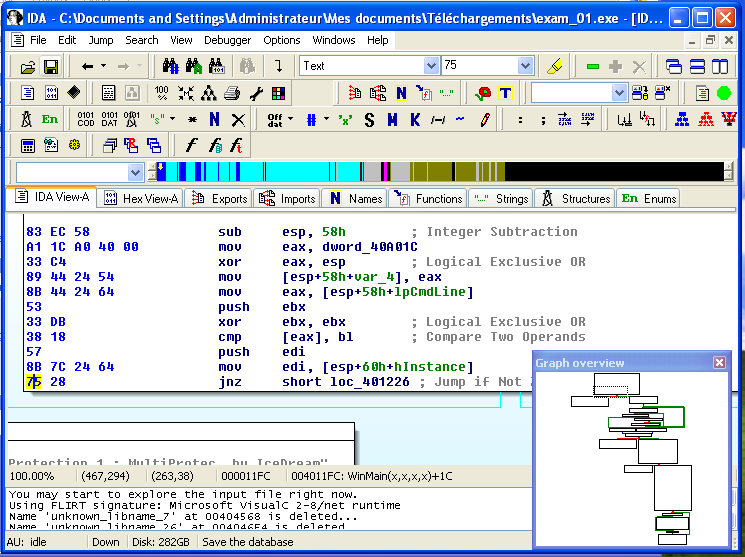 IDA - C:\Documents and Settings\Administrateur\Mes documents\Téléchargements\exam_01.exe - [ID...
File Edit Jump Search View Debugger Options Windows Help
Text 75
IDA View-A Hex View-A Exports Imports Names Functions Strings Structures En Enums
83 EC 58 sub esp, 58h ; Integer Subtraction
A1 1C A0 40 00 mov eax, dword_40A01C
33 C4 xor eax, esp ; Logical Exclusive OR
89 44 24 54 mov [esp+58h+var_4], eax
8B 44 24 64 mov eax, [esp+58h+lpCmdLine]
53 push ebx
33 DB xor ebx, ebx ; Logical Exclusive OR
38 18 cmp [eax], bl ; Compare Two Operands
57 push edi
8B 7C 24 64 mov edi, [esp+60h+hInstance]
75 28 jnz short loc_401226 ; Jump if Not
Graph overview
Protection 1 : MultiProtec, by IceDream"
100.00% (467,294) (263,38) 000011FC 004011FC: WinMain(x,x,x,x)+1C
You may start to explore the input file right now.
Using FLIRT signature: Microsoft VisualC 2-8/net runtime
Name 'unknown_libname_7' at 00404568 is deleted...
Name 'unknown_libname_26' at 004046E4 is deleted
AU: idle Down Disk: 282GB Save the database